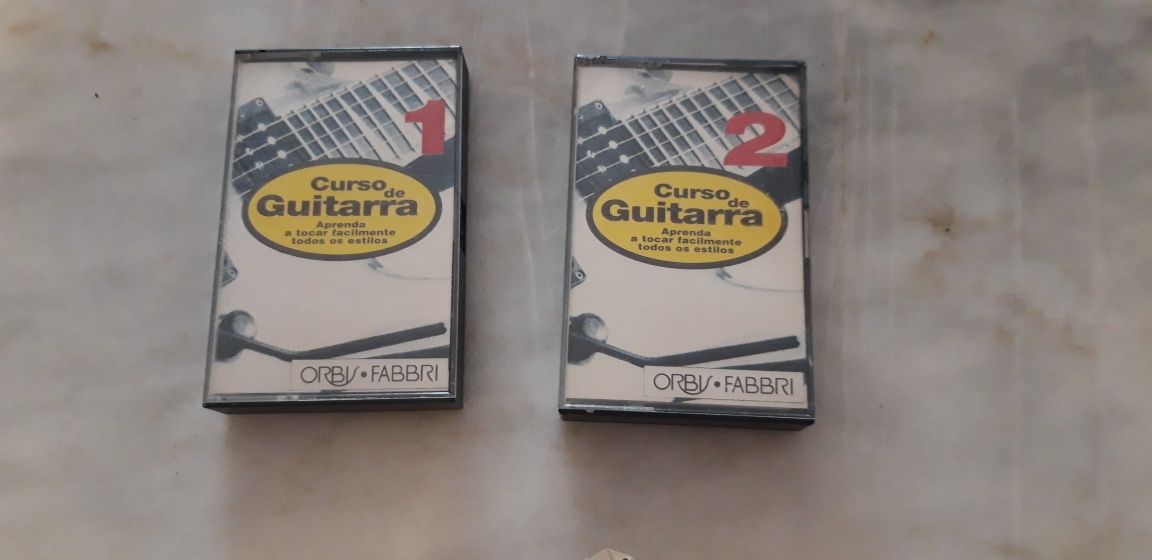 1
Curso de
Guitarra
Aprenda
a tocar facilmente
todos os estilos
ORBIS • FABBRI
2
Curso de
Guitarra
Aprenda
a tocar facilmente
todos os estilos
ORBIS • FABBRI